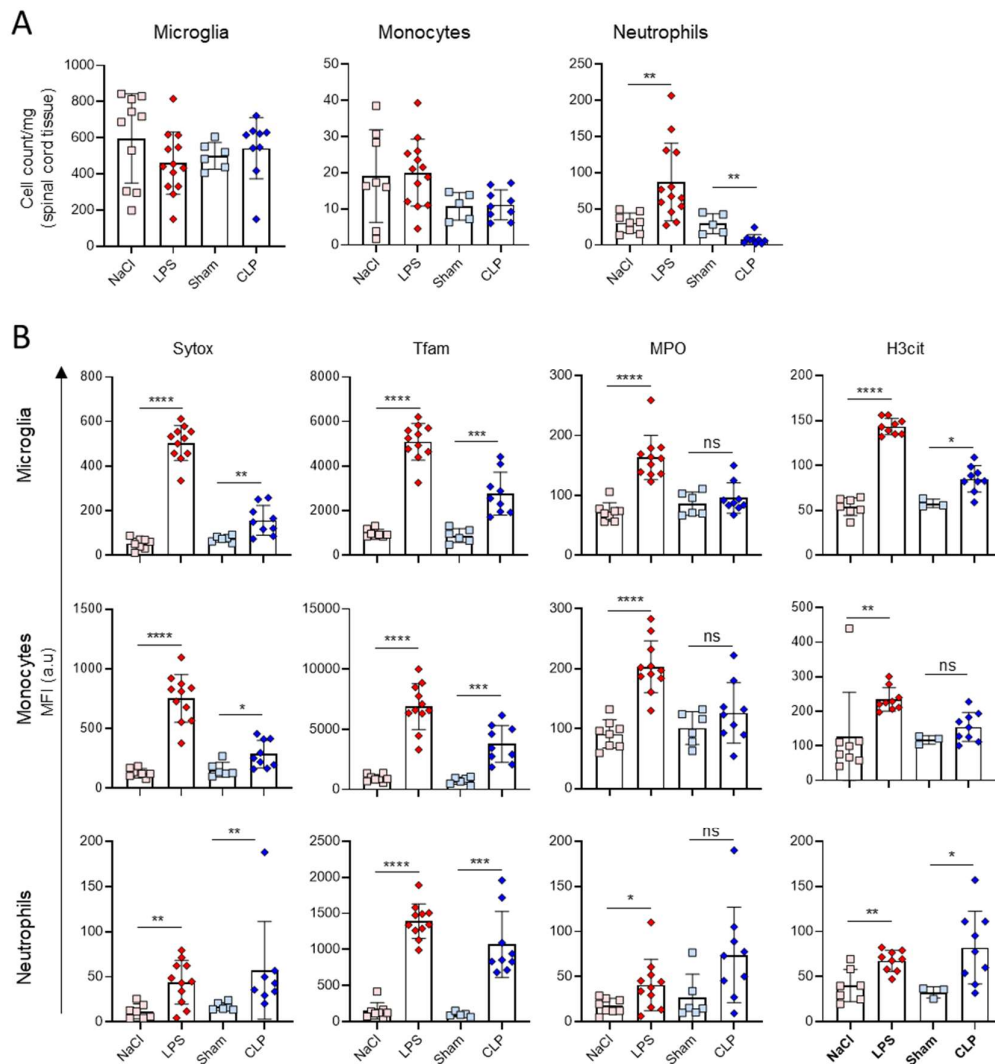 A
Microglia
Monocytes
Neutrophils
Cell count/mg
(spinal cord tissue)
1000
800
600
400
200
0
NaCl
LPS
Sham
CLP
50
40
30
20
10
0
NaCl
LPS
Sham
CLP
250
200
150
100
50
0
**
**
NaCl
LPS
Sham
CLP
B
Sytox
Tfam
MPO
H3cit
MFI (a.u)
Microglia
800
600
400
200
0
****
**
8000
6000
4000
2000
0
****
***
300
200
100
0
****
ns
200
150
100
50
0
****
*
Monocytes
1500
1000
500
0
****
*
15000
10000
5000
0
****
***
300
200
100
0
****
ns
500
400
300
200
100
0
**
ns
Neutrophils
200
150
100
50
0
**
**
NaCl
LPS
Sham
CLP
2500
2000
1500
1000
500
0
****
***
NaCl
LPS
Sham
CLP
200
150
100
50
0
*
ns
NaCl
LPS
Sham
CLP
200
150
100
50
0
**
*
NaCl
LPS
Sham
CLP